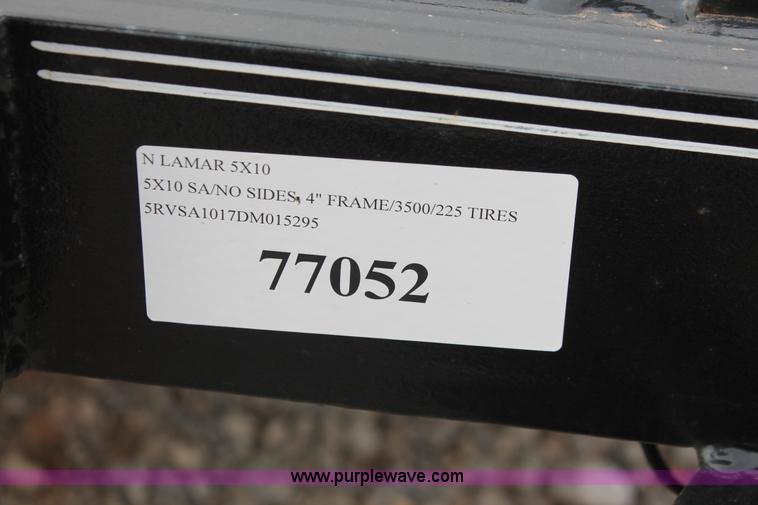 N LAMAR 5X10
5X10 SA/NO SIDES, 4" FRAME/3500/225 TIRES
5RVSA1017DM015295
77052
www.purplewave.com